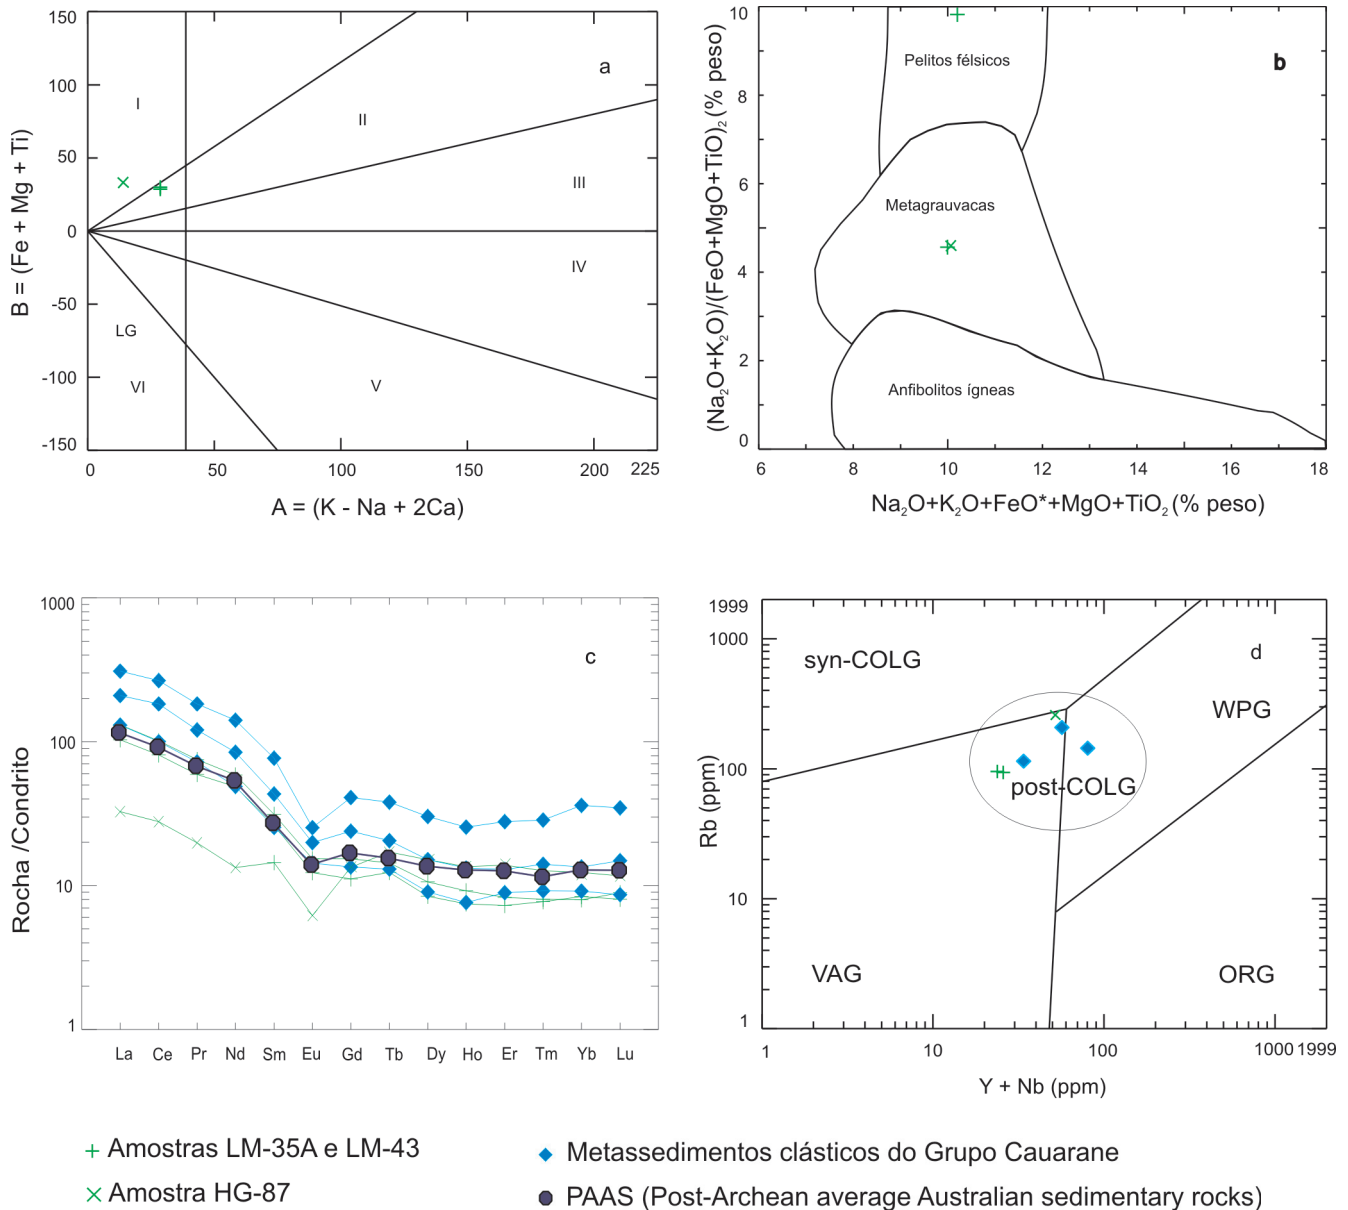 a
150
100
50
0
-50
-100
-150
I
II
III
IV
V
LG
VI
0
50
100
150
200
225
B = (Fe + Mg + Ti)
A = (K - Na + 2Ca)
b
10
8
6
4
2
0
Pelitos félsicos
Metagrauvacas
Anfibolitos ígneas
6
8
10
12
14
16
18
(Na2O+K2O)/(FeO+MgO+TiO)2 (% peso)
Na2O+K2O+FeO*+MgO+TiO2 (% peso)
c
1000
100
10
1
Rocha /Condrito
La
Ce
Pr
Nd
Sm
Eu
Gd
Tb
Dy
Ho
Er
Tm
Yb
Lu
d
1999
1000
100
10
1
syn-COLG
WPG
post-COLG
VAG
ORG
1
10
100
1000
1999
Rb (ppm)
Y + Nb (ppm)
Amostras LM-35A e LM-43
Metassedimentos clásticos do Grupo Cauarane
Amostra HG-87
PAAS (Post-Archean average Australian sedimentary rocks)